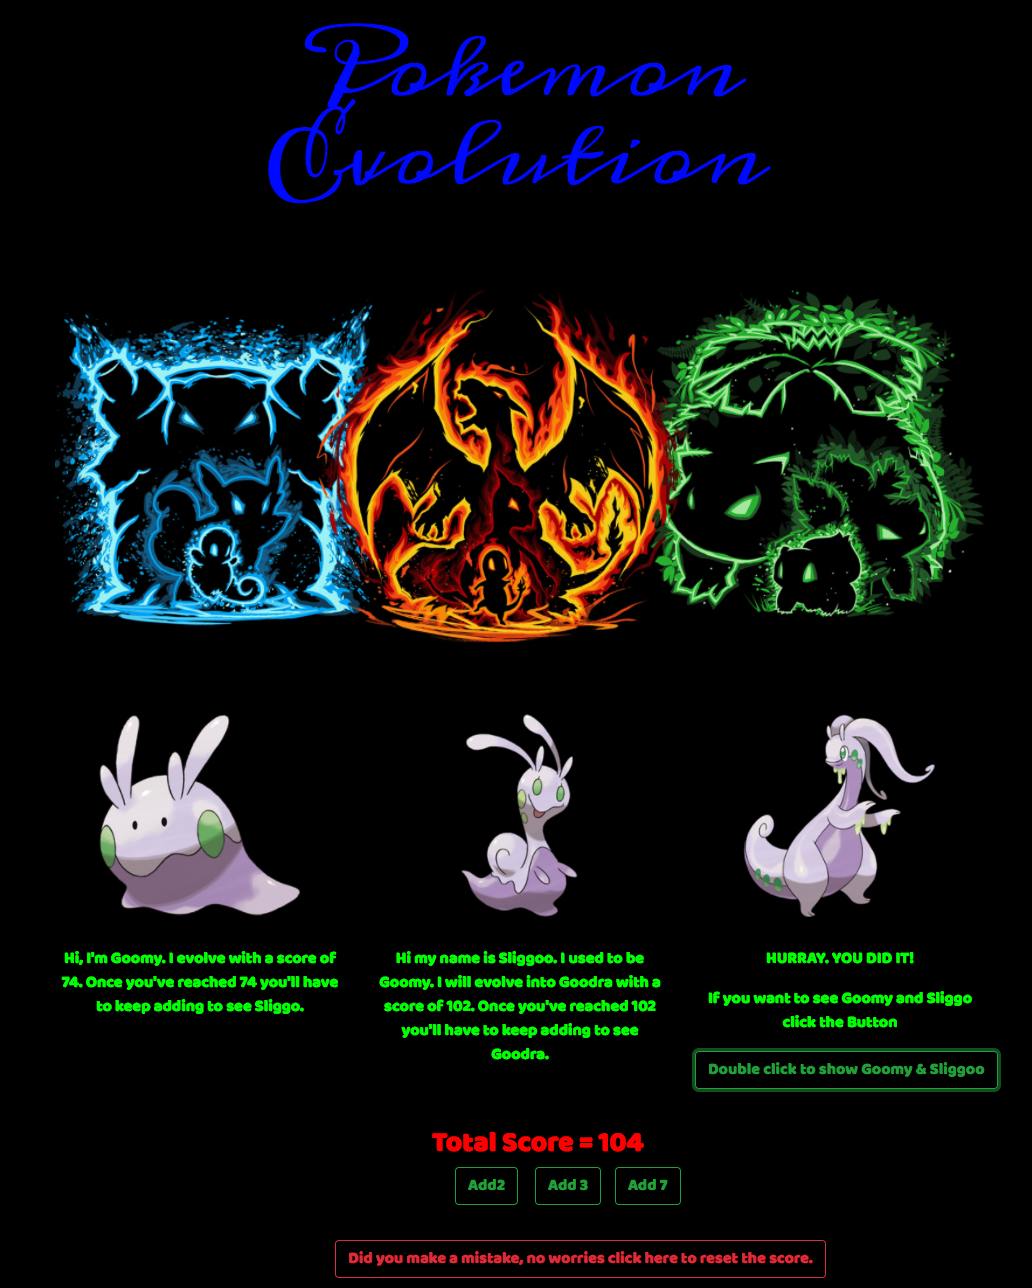 Pokemon
Evolution
Hi, I'm Goomy. I evolve with a score of
74. Once you've reached 74 you'll have
to keep adding to see Sliggo.
Hi my name is Sliggoo. I used to be
Goomy. I will evolve into Goodra with a
score of 102. Once you've reached 102
you'll have to keep adding to see
Goodra.
HURRAY. YOU DID IT!
If you want to see Goomy and Sliggo
click the Button
Double click to show Goomy & Sliggoo
Total Score = 104
Add2
Add 3
Add 7
Did you make a mistake, no worries click here to reset the score.